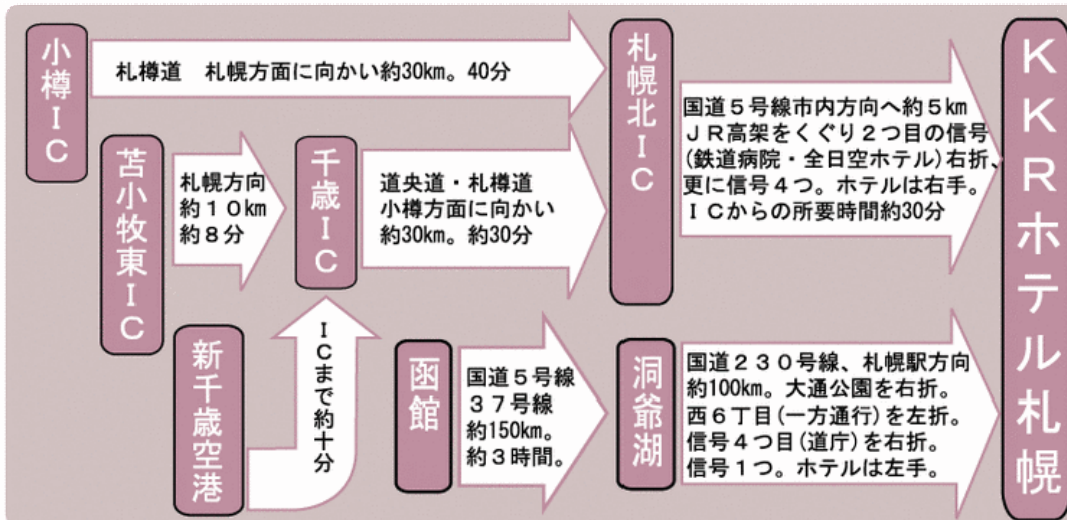 小樽ＩＣ
札樽道　札幌方面に向かい約30km。40分
札幌北ＩＣ
国道５号線市内方向へ約５km
ＪＲ高架をくぐり２つ目の信号
(鉄道病院・全日空ホテル)右折、
更に信号４つ。ホテルは右手。
ＩＣからの所要時間約30分
ＫＫＲホテル札幌
苫小牧東ＩＣ
札幌方向
約１０km
約８分
千歳ＩＣ
道央道・札樽道
小樽方面に向かい
約30km。約30分
新千歳空港
ＩＣまで約十分
函館
国道５号線
３７号線
約150km。
約３時間。
洞爺湖
国道２３０号線、札幌駅方向
約100km。大通公園を右折。
西６丁目(一方通行)を左折。
信号４つ目(道庁)を右折。
信号１つ。ホテルは左手。